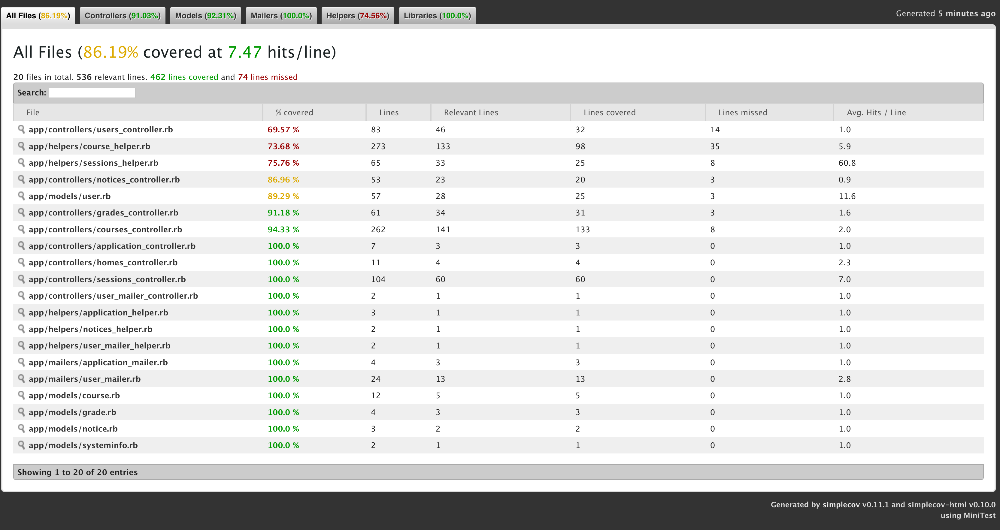 All Files (86.19%) Controllers (91.03%) Models (92.31%) Mailers (100.0%) Helpers (74.56%) Libraries (100.0%) Generated 5 minutes ago
All Files (86.19% covered at 7.47 hits/line)
20 files in total. 536 relevant lines. 462 lines covered and 74 lines missed
Search:
File % covered Lines Relevant Lines Lines covered Lines missed Avg. Hits / Line
app/controllers/users_controller.rb 69.57 % 83 46 32 14 1.0
app/helpers/course_helper.rb 73.68 % 273 133 98 35 5.9
app/helpers/sessions_helper.rb 75.76 % 65 33 25 8 60.8
app/controllers/notices_controller.rb 86.96 % 53 23 20 3 0.9
app/models/user.rb 89.29 % 57 28 25 3 11.6
app/controllers/grades_controller.rb 91.18 % 61 34 31 3 1.6
app/controllers/courses_controller.rb 94.33 % 262 141 133 8 2.0
app/controllers/application_controller.rb 100.0 % 7 3 3 0 1.0
app/controllers/homes_controller.rb 100.0 % 11 4 4 0 2.3
app/controllers/sessions_controller.rb 100.0 % 104 60 60 0 7.0
app/controllers/user_mailer_controller.rb 100.0 % 2 1 1 0 1.0
app/helpers/application_helper.rb 100.0 % 3 1 1 0 1.0
app/helpers/notices_helper.rb 100.0 % 2 1 1 0 1.0
app/helpers/user_mailer_helper.rb 100.0 % 2 1 1 0 1.0
app/mailers/application_mailer.rb 100.0 % 4 3 3 0 1.0
app/mailers/user_mailer.rb 100.0 % 24 13 13 0 2.8
app/models/course.rb 100.0 % 12 5 5 0 1.0
app/models/grade.rb 100.0 % 4 3 3 0 1.0
app/models/notice.rb 100.0 % 3 2 2 0 1.0
app/models/systeminfo.rb 100.0 % 2 1 1 0 1.0
Showing 1 to 20 of 20 entries
Generated by simplecov v0.11.1 and simplecov-html v0.10.0
using MiniTest